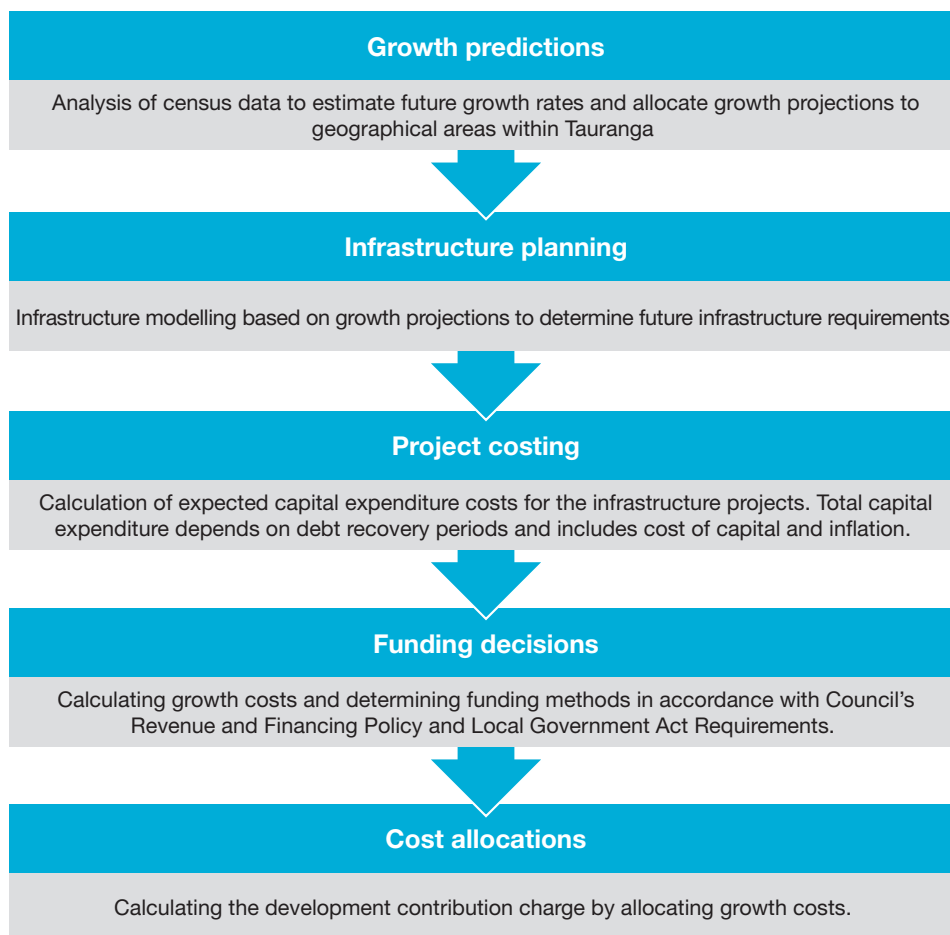 Growth predictions
Analysis of census data to estimate future growth rates and allocate growth projections to
geographical areas within Tauranga
Infrastructure planning
Infrastructure modelling based on growth projections to determine future infrastructure requirements
Project costing
Calculation of expected capital expenditure costs for the infrastructure projects. Total capital
expenditure depends on debt recovery periods and includes cost of capital and inflation.
Funding decisions
Calculating growth costs and determining funding methods in accordance with Council's
Revenue and Financing Policy and Local Government Act Requirements.
Cost allocations
Calculating the development contribution charge by allocating growth costs.